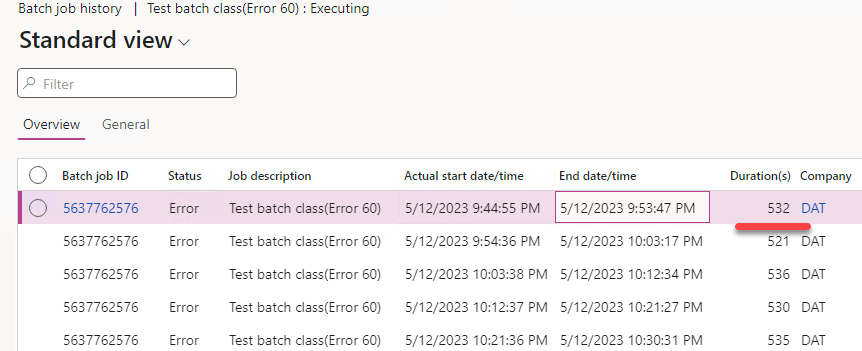 Batch job history | Test batch class(Error 60) : Executing
Standard view
Filter
Overview General
Batch job ID Status Job description Actual start date/time End date/time Duration(s) Company
5637762576 Error Test batch class(Error 60) 5/12/2023 9:44:55 PM 5/12/2023 9:53:47 PM 532 DAT
5637762576 Error Test batch class(Error 60) 5/12/2023 9:54:36 PM 5/12/2023 10:03:17 PM 521 DAT
5637762576 Error Test batch class(Error 60) 5/12/2023 10:03:38 PM 5/12/2023 10:12:34 PM 536 DAT
5637762576 Error Test batch class(Error 60) 5/12/2023 10:12:37 PM 5/12/2023 10:21:27 PM 530 DAT
5637762576 Error Test batch class(Error 60) 5/12/2023 10:21:36 PM 5/12/2023 10:30:31 PM 535 DAT